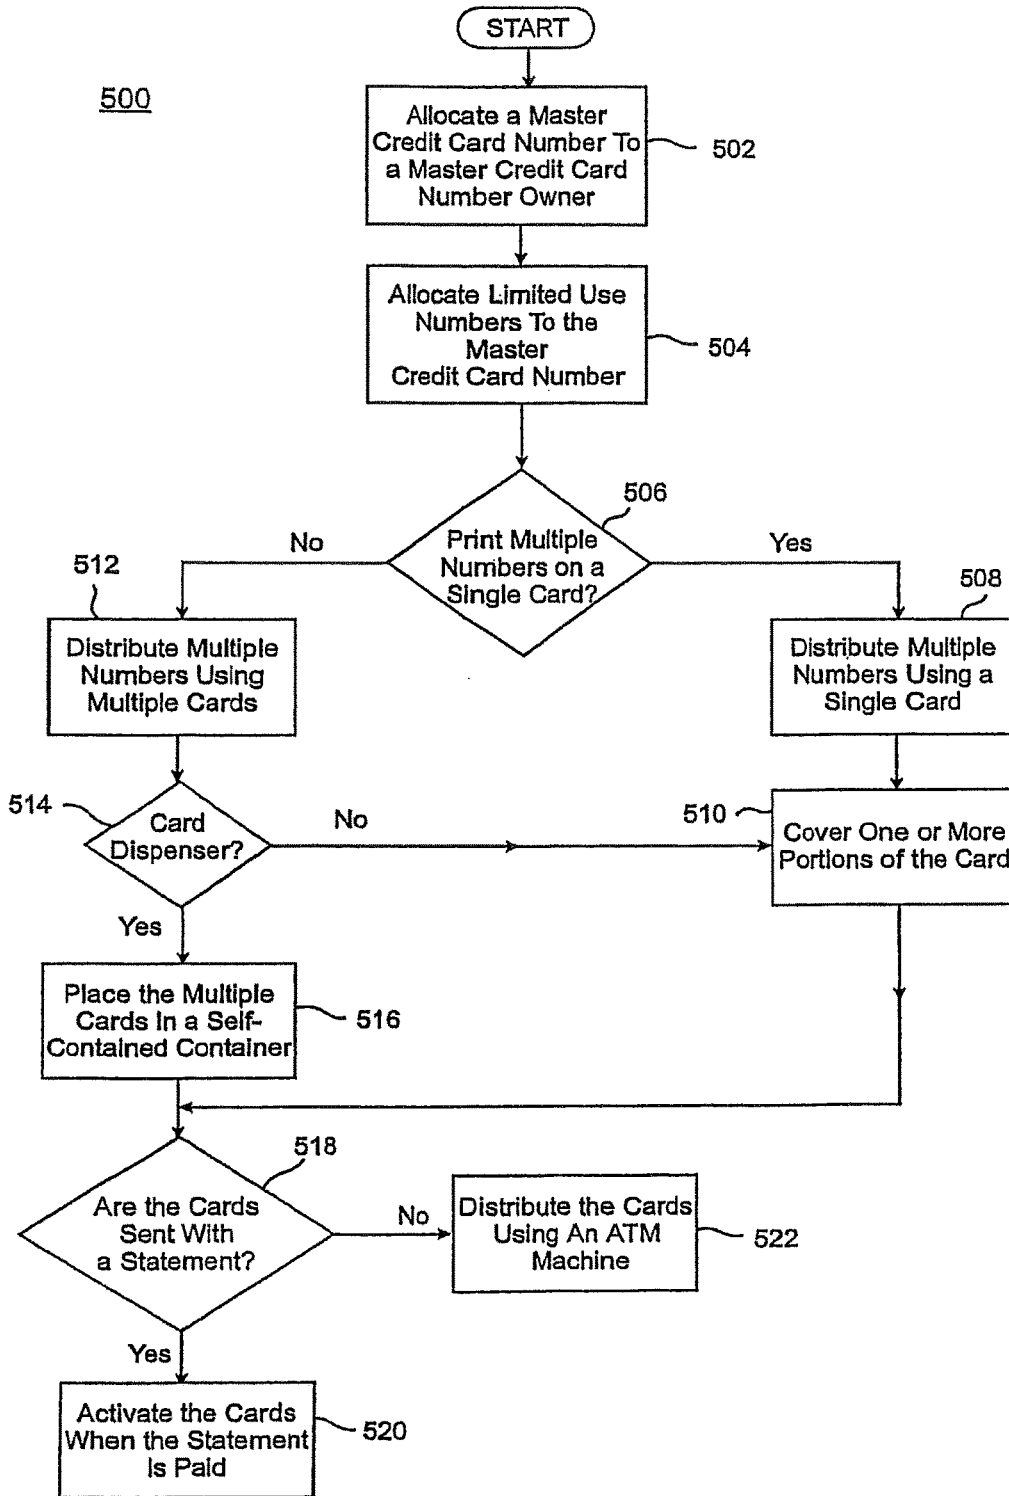 START
500
Allocate a Master
Credit Card Number To
a Master Credit Card
Number Owner
502
Allocate Limited Use
Numbers To the
Master
Credit Card Number
504
506
Print Multiple
Numbers on a
Single Card?
No
Yes
512
Distribute Multiple
Numbers Using
Multiple Cards
508
Distribute Multiple
Numbers Using a
Single Card
514
Card
Dispenser?
No
510
Cover One or More
Portions of the Card
Yes
Place the Multiple
Cards In a Self-
Contained Container
516
518
Are the Cards
Sent With
a Statement?
No
Distribute the Cards
Using An ATM
Machine
522
Yes
Activate the Cards
When the Statement
Is Paid
520